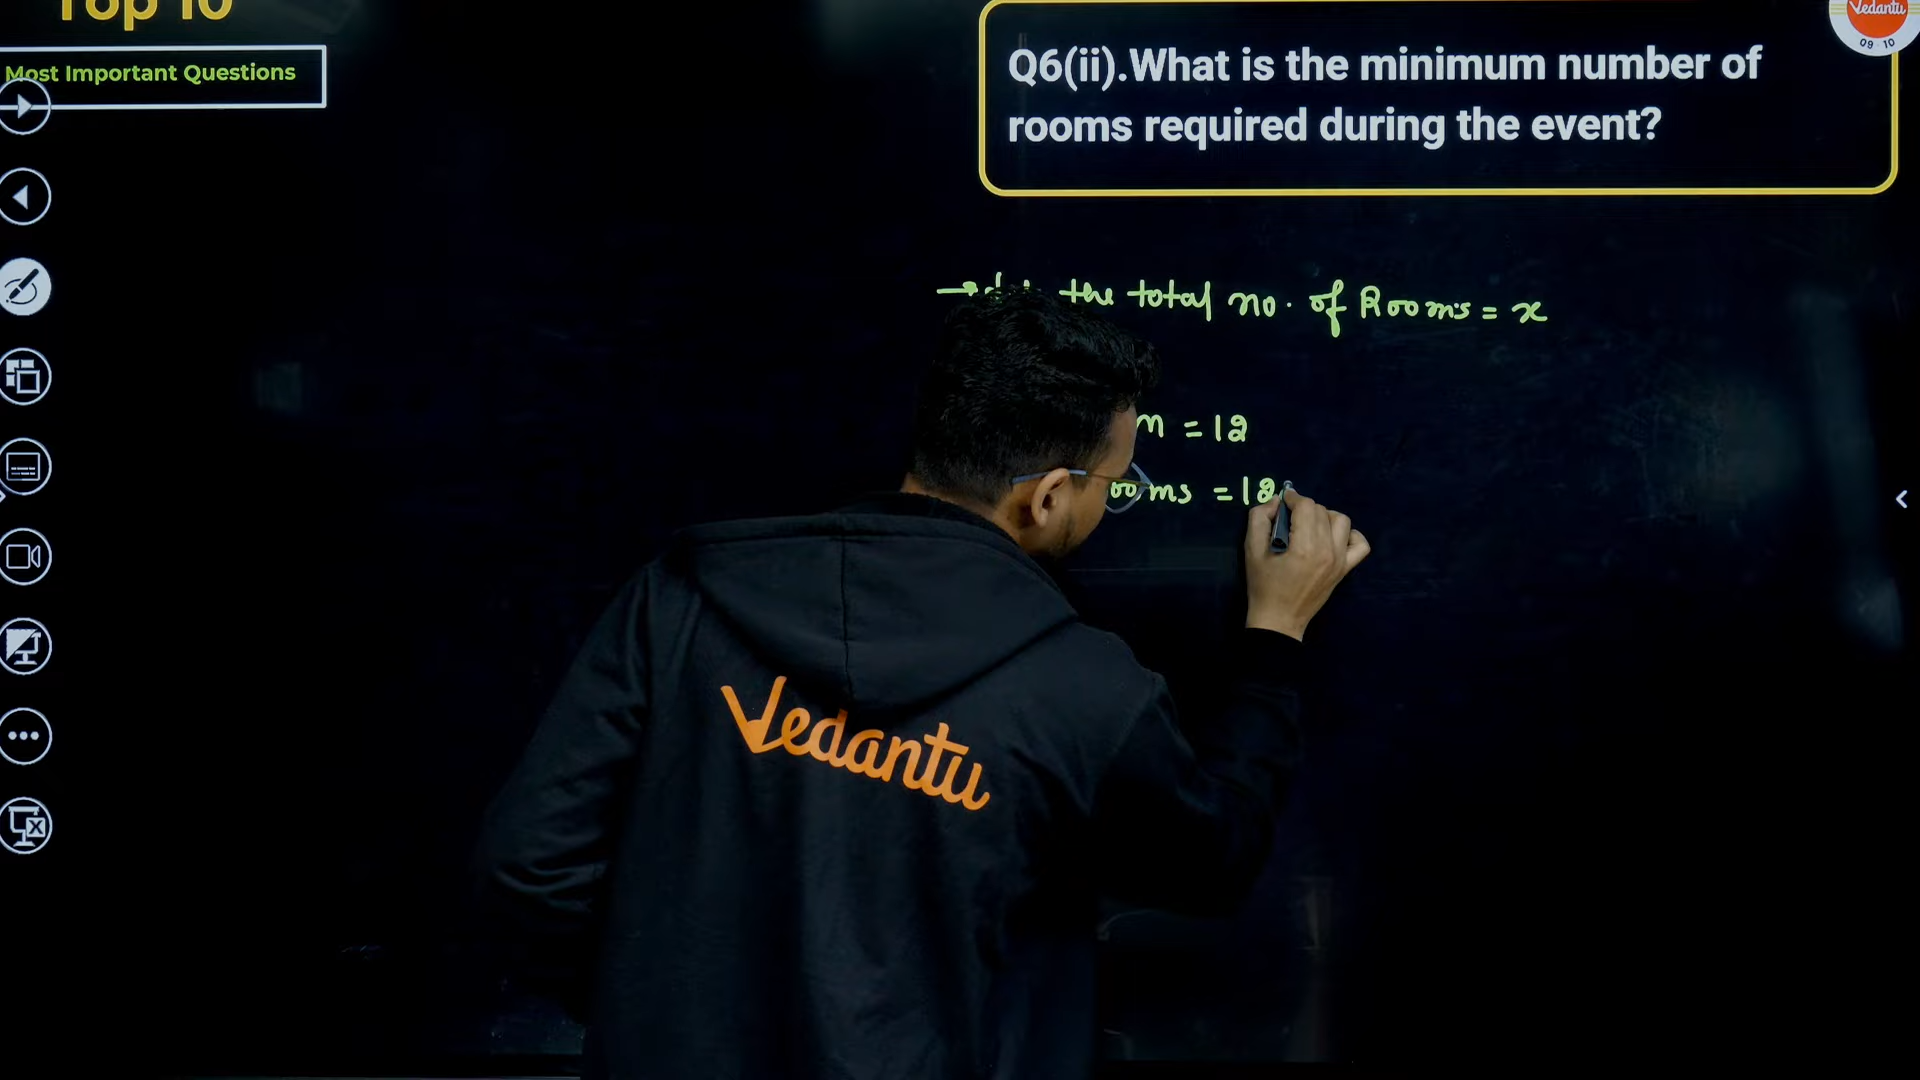 Top 10
Most Important Questions
Vedantu
09 - 10
Q6(ii).What is the minimum number of
rooms required during the event?
→ the total no. of Rooms = x
m = 12
ooms = 12
Vedantu